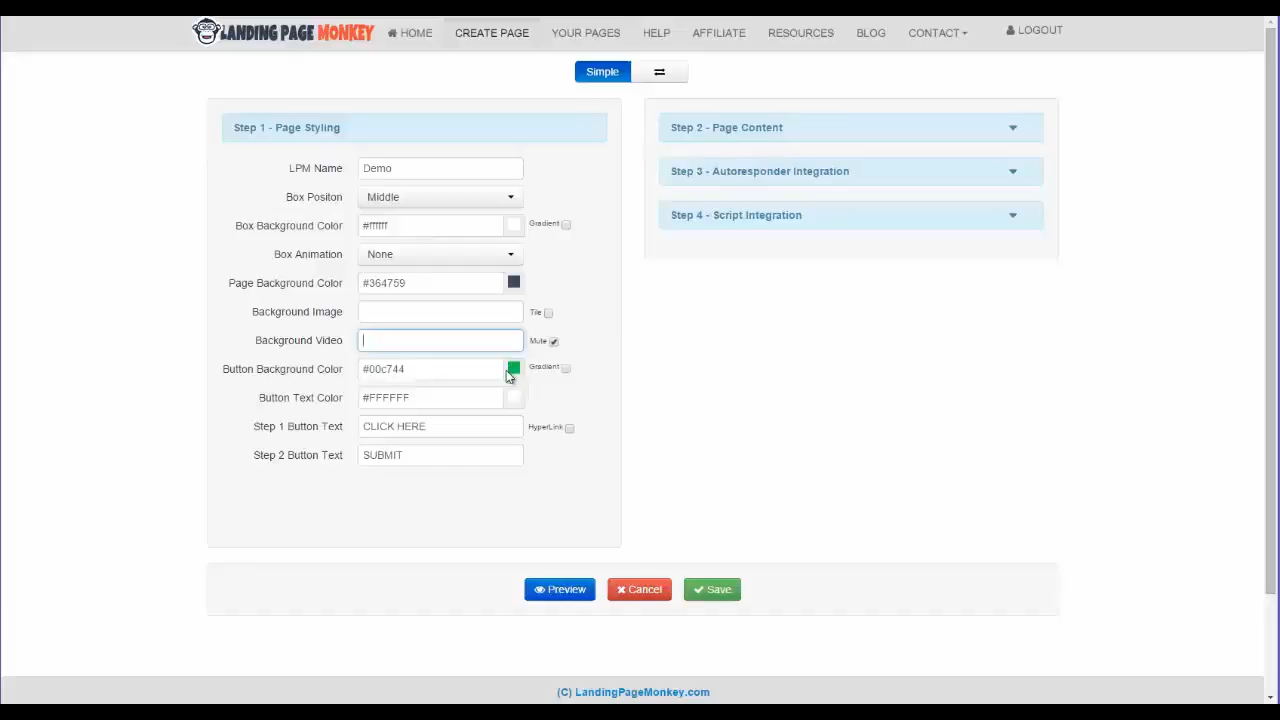 LANDING PAGE MONKEY HOME CREATE PAGE YOUR PAGES HELP AFFILIATE RESOURCES BLOG CONTACT LOGOUT
Simple
Step 1 - Page Styling
LPM Name Demo
Box Positon Middle
Box Background Color #ffffff Gradient
Box Animation None
Page Background Color #364759
Background Image Tile
Background Video Mute
Button Background Color #00c744 Gradient
Button Text Color #FFFFFF
Step 1 Button Text CLICK HERE HyperLink
Step 2 Button Text SUBMIT
Step 2 - Page Content
Step 3 - Autoresponder Integration
Step 4 - Script Integration
Preview Cancel Save
(C) LandingPageMonkey.com